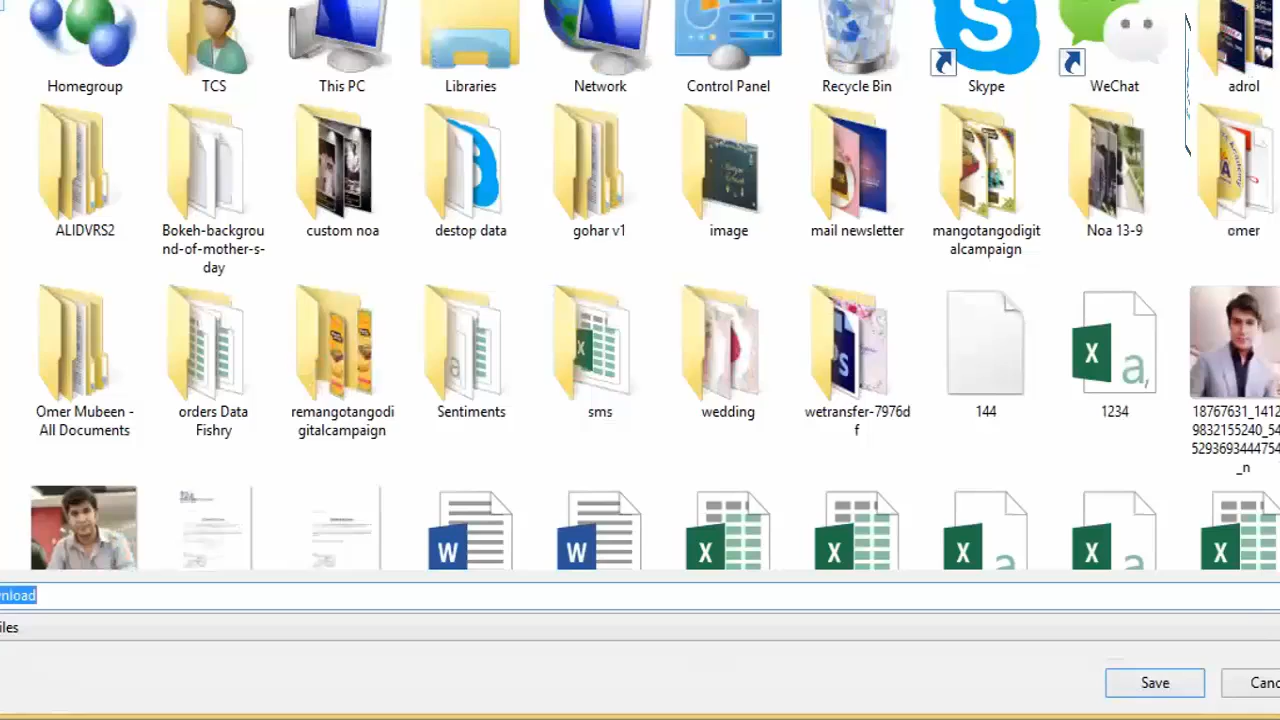 Homegroup
TCS
This PC
Libraries
Network
Control Panel
Recycle Bin
Skype
WeChat
adrol
ALIDVRS2
Bokeh-backgrou
nd-of-mother-s-
day
custom noa
destop data
gohar v1
image
mail newsletter
mangotangodigit
alcampaign
Noa 13-9
omer
Omer Mubeen -
All Documents
orders Data
Fishry
remangotangodi
gitalcampaign
Sentiments
sms
wedding
wetransfer-7976d
f
144
1234
18767631_1412
9832155240_54
5293693444754
_n
nload
iles
Save
Canc